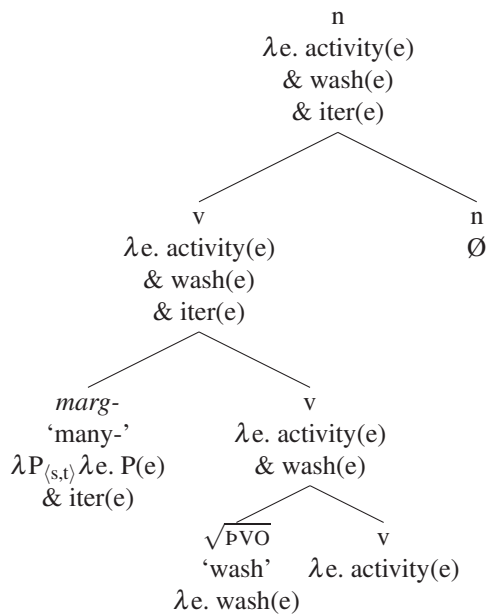 n
λe. activity(e)
& wash(e)
& iter(e)
v
λe. activity(e)
& wash(e)
& iter(e)
n
Ø
marg-
‘many-’
λP⟨s,t⟩λe. P(e)
& iter(e)
v
λe. activity(e)
& wash(e)
√ÞVO
‘wash’
λe. wash(e)
v
λe. activity(e)